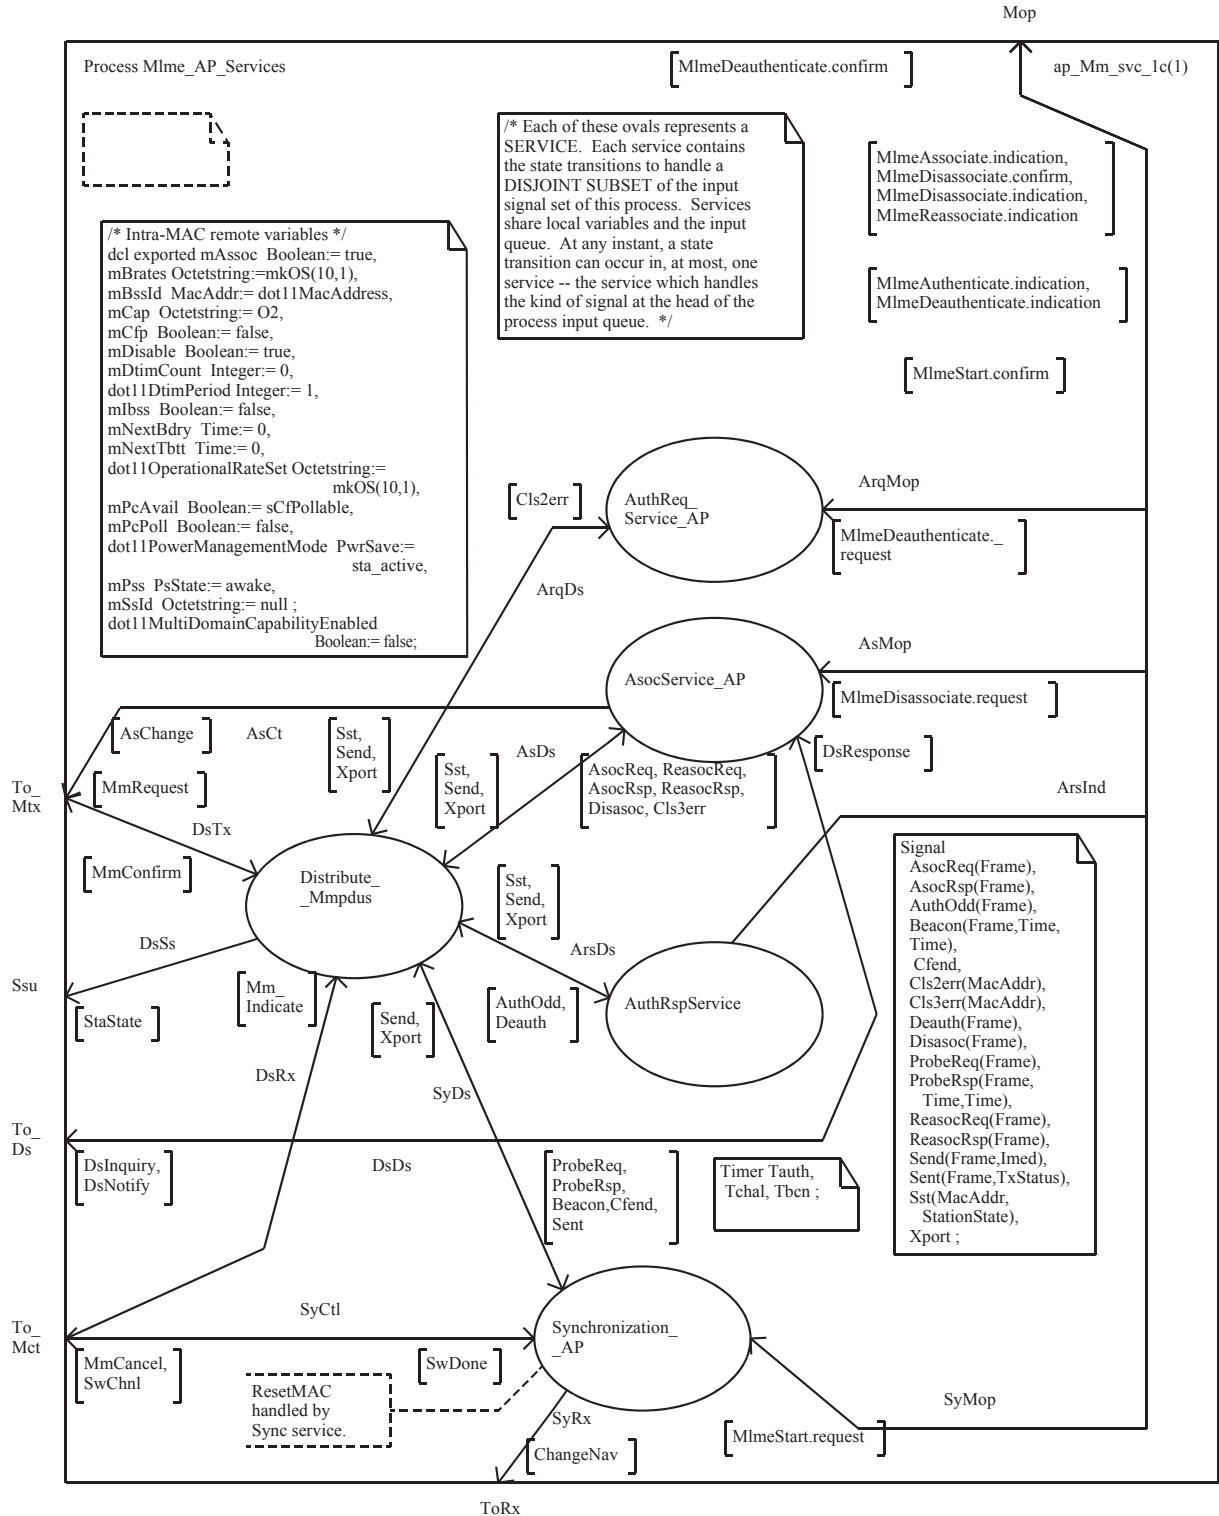 Mop
Process Mlme_AP_Services
[MlmeDeauthenticate.confirm]
ap_Mm_svc_1c(1)
/* Each of these ovals represents a
SERVICE. Each service contains
the state transitions to handle a
DISJOINT SUBSET of the input
signal set of this process. Services
share local variables and the input
queue. At any instant, a state
transition can occur in, at most, one
service -- the service which handles
the kind of signal at the head of the
process input queue. */
MlmeAssociate.indication,
MlmeDisassociate.confirm,
MlmeDisassociate.indication,
MlmeReassociate.indication
/* Intra-MAC remote variables */
dcl exported mAssoc Boolean:= true,
mBrates Octetstring:=mkOS(10,1),
mBssId MacAddr:= dot11MacAddress,
mCap Octetstring:= O2,
mCfp Boolean:= false,
mDisable Boolean:= true,
mDtimCount Integer:= 0,
dot11DtimPeriod Integer:= 1,
mIbss Boolean:= false,
mNextBdry Time:= 0,
mNextTbtt Time:= 0,
dot11OperationalRateSet Octetstring:=
mkOS(10,1),
mPcAvail Boolean:= sCfPollable,
mPcPoll Boolean:= false,
dot11PowerManagementMode PwrSave:=
sta_active,
mPss PsState:= awake,
mSsId Octetstring:= null ;
dot11MultiDomainCapabilityEnabled
Boolean:= false;
MlmeAuthenticate.indication,
MlmeDeauthenticate.indication
MlmeStart.confirm
Cls2err
AuthReq_
Service_AP
ArqMop
MlmeDeauthenticate._
request
ArqDs
AsocService_AP
AsMop
MlmeDisassociate.request
AsChange
AsCt
Sst,
Send,
Xport
AsDs
Sst,
Send,
Xport
AsocReq, ReasocReq,
AsocRsp, ReasocRsp,
Disasoc, Cls3err
DsResponse
ArsInd
To_
Mtx
MmRequest
DsTx
MmConfirm
Distribute_
_Mmpdus
Sst,
Send,
Xport
Signal
AsocReq(Frame),
AsocRsp(Frame),
AuthOdd(Frame),
Beacon(Frame,Time,
Time),
Cfend,
Cls2err(MacAddr),
Cls3err(MacAddr),
Deauth(Frame),
Disasoc(Frame),
ProbeReq(Frame),
ProbeRsp(Frame,
Time,Time),
ReasocReq(Frame),
ReasocRsp(Frame),
Send(Frame,Imed),
Sent(Frame,TxStatus),
Sst(MacAddr,
StationState),
Xport ;
DsSs
ArsDs
Ssu
StaState
Mm_
Indicate
Send,
Xport
AuthOdd,
Deauth
AuthRspService
DsRx
SyDs
To_
Ds
DsInquiry,
DsNotify
DsDs
ProbeReq,
ProbeRsp,
Beacon,Cfend,
Sent
Timer Tauth,
Tchal, Tbcn ;
SyCtl
To_
Mct
Synchronization_
_AP
MmCancel,
SwChnl
SwDone
ResetMAC
handled by
Sync service.
SyRx
SyMop
ChangeNav
MlmeStart.request
ToRx